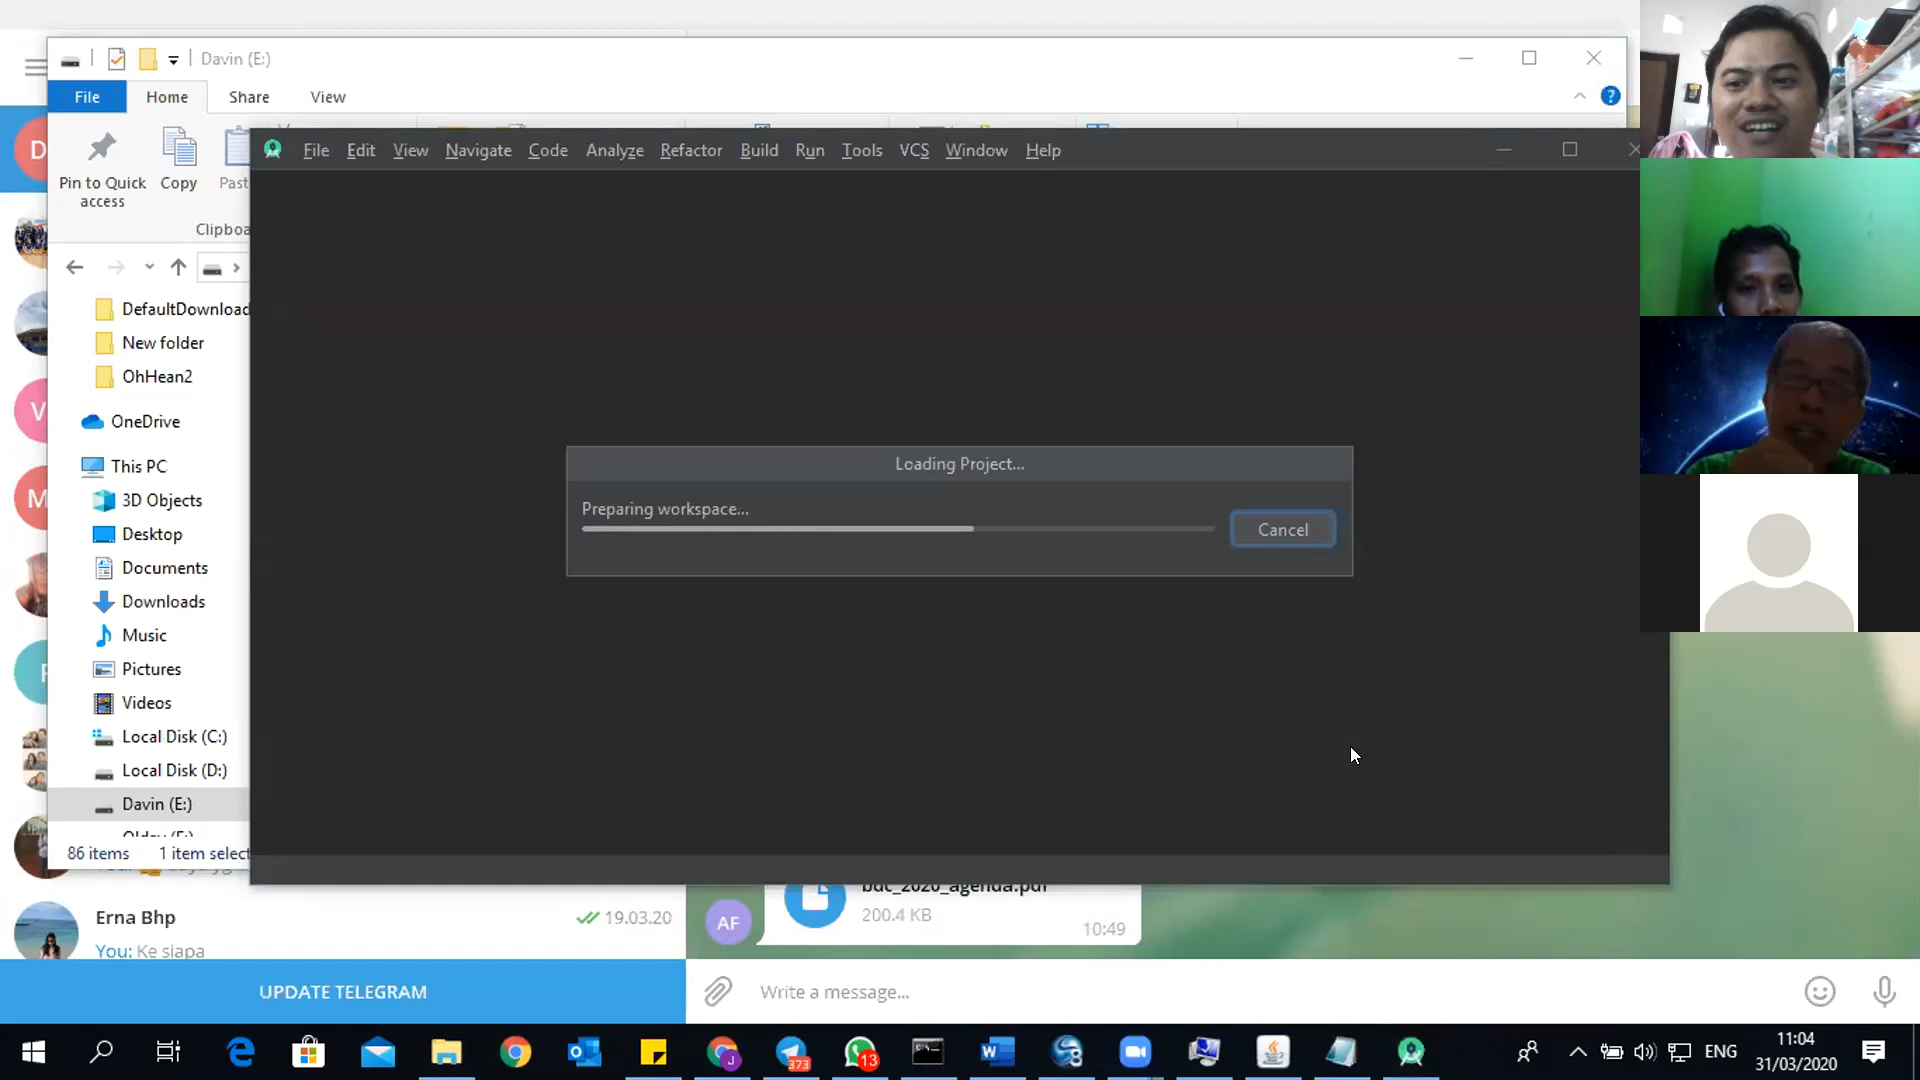 Davin (E:)
File Home Share View
Pin to Quick access
Copy
File Edit View Navigate Code Analyze Refactor Build Run Tools VCS Window Help
DefaultDownload
New folder
OhHean2
OneDrive
This PC
3D Objects
Desktop
Documents
Downloads
Music
Pictures
Videos
Local Disk (C:)
Local Disk (D:)
Davin (E:)
86 items 1 item select
Loading Project...
Preparing workspace...
Cancel
D
V
M
Erna Bhp 19.03.20
You: Ke siapa
UPDATE TELEGRAM
bdc_2020_agenda.pdf
200.4 KB
AF
10:49
Write a message...
J
373
13
W
ENG
11:04
31/03/2020